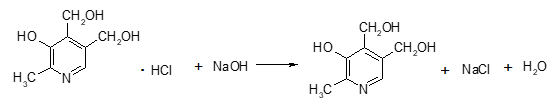 CH₂OH CH₂OH
HO CH₂OH HO CH₂OH
H₃C N · HCl + NaOH H₃C N + NaCl + H₂O